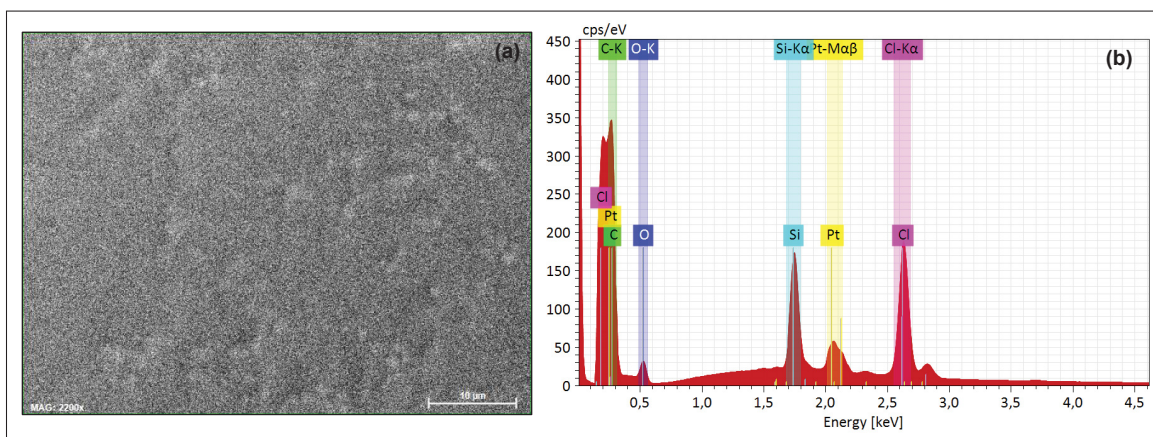 (a)
MAG: 2200x
10 µm
cps/eV
(b)
C-K O-K Si-Kα Pt-Mαβ Cl-Kα
450
400
350
300
250
200
150
100
50
0
Cl
Pt
C O Si Pt Cl
0,5 1,0 1,5 2,0 2,5 3,0 3,5 4,0 4,5
Energy [keV]